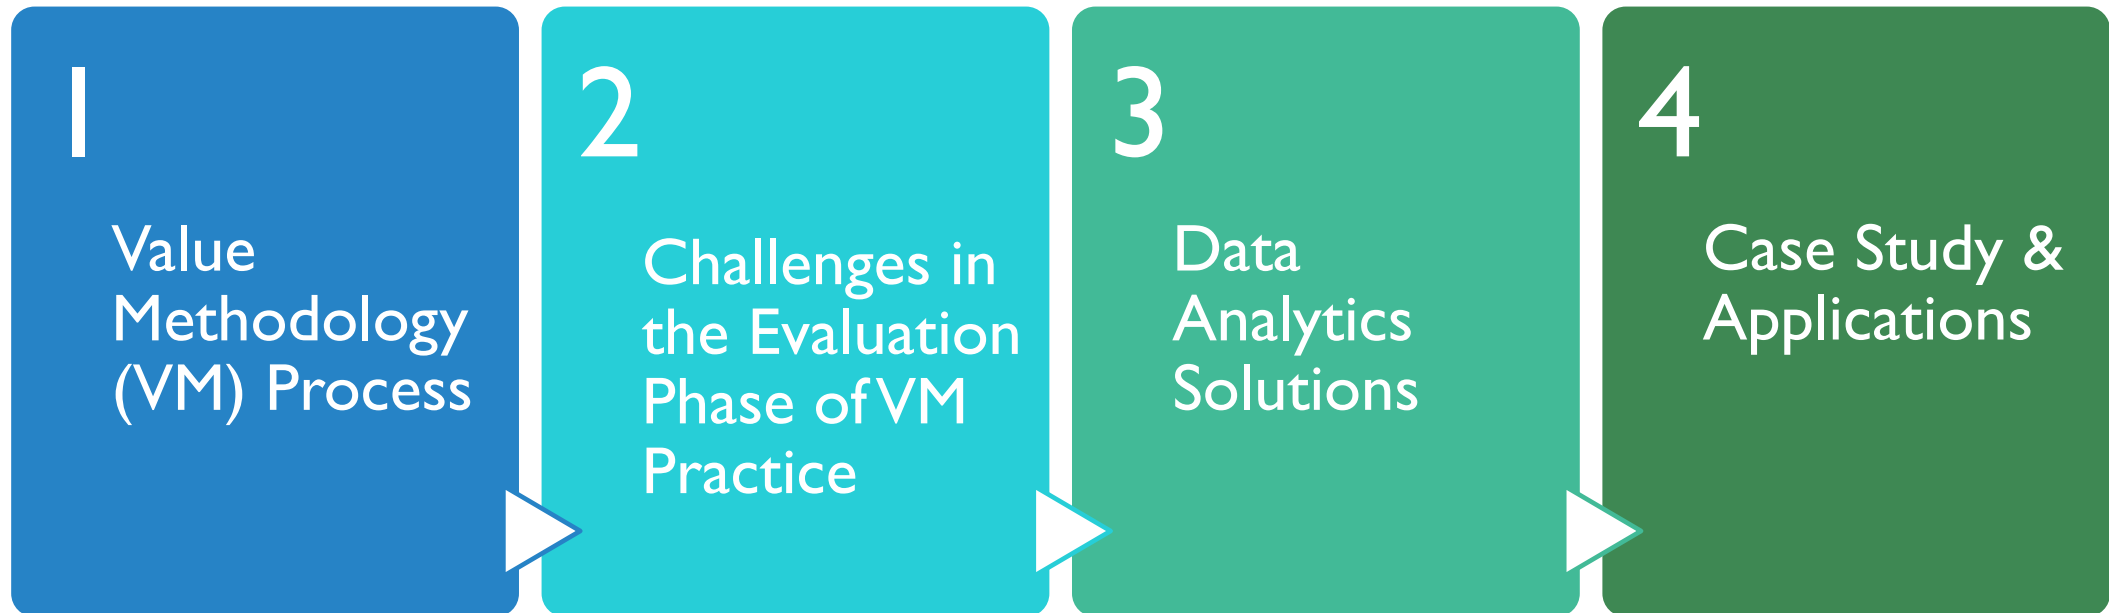 1
Value
Methodology
(VM) Process
2
Challenges in
the Evaluation
Phase of VM
Practice
3
Data
Analytics
Solutions
4
Case Study &
Applications